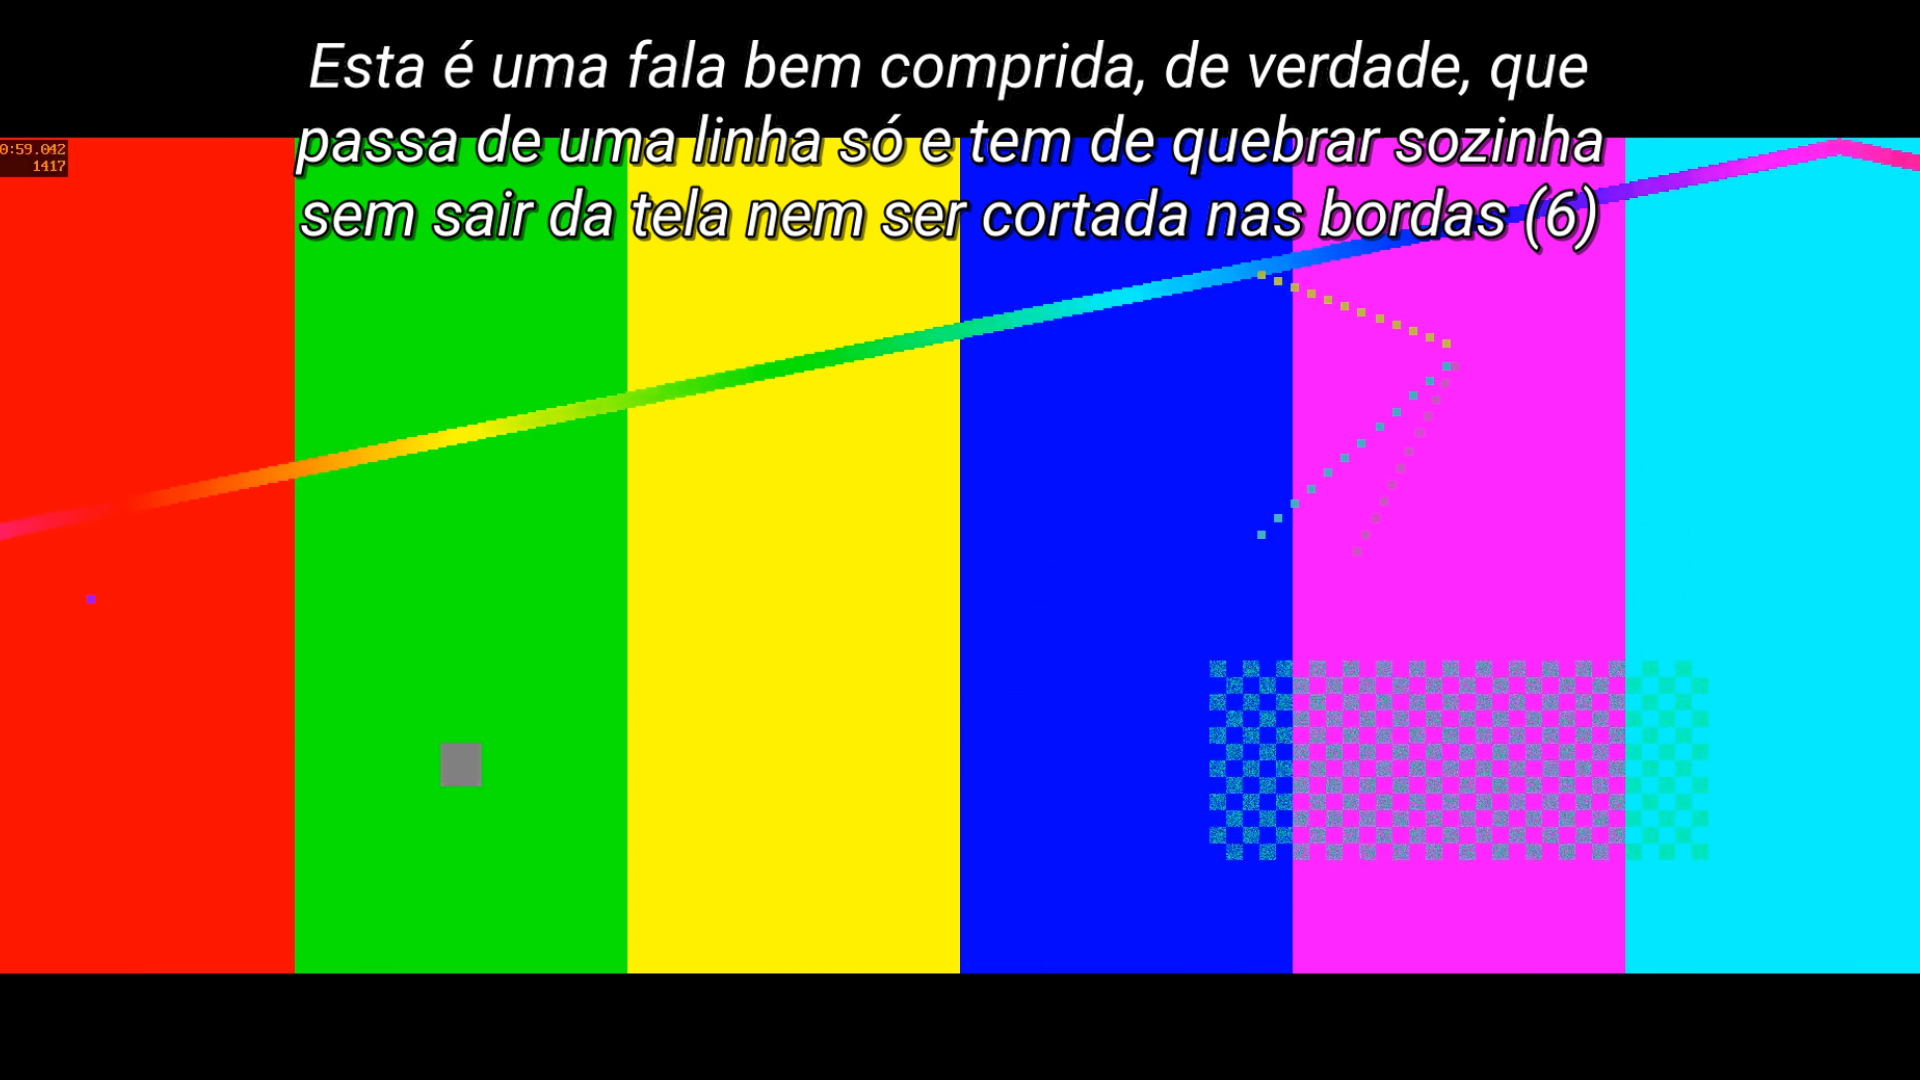 Esta é uma fala bem comprida, de verdade, que
passa de uma linha só e tem de quebrar sozinha
sem sair da tela nem ser cortada nas bordas (6)
0:59.042
1417